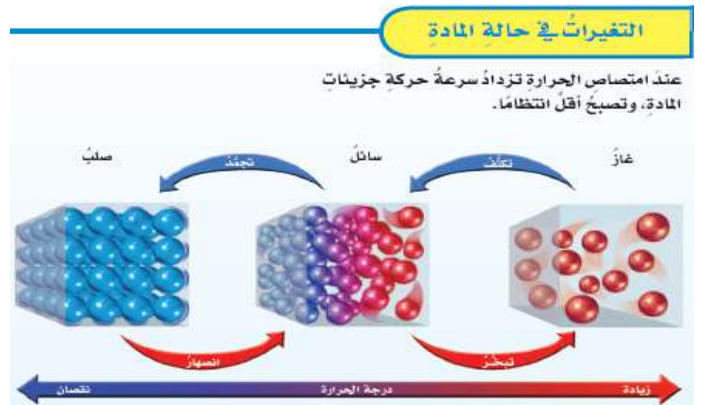 التغيراتُ في حالةِ المادةِ
عندَ امتصاصِ الحرارةِ تزدادُ سرعةُ حركةِ جزيئاتِ
المادةِ، وتصبحُ أقلَّ انتظامًا.
غازٌ
سائلٌ
صلبٌ
تكثُّف
تجمُّد
تبخُّرٌ
انصهارٌ
زيادة
درجة الحرارة
نقصان